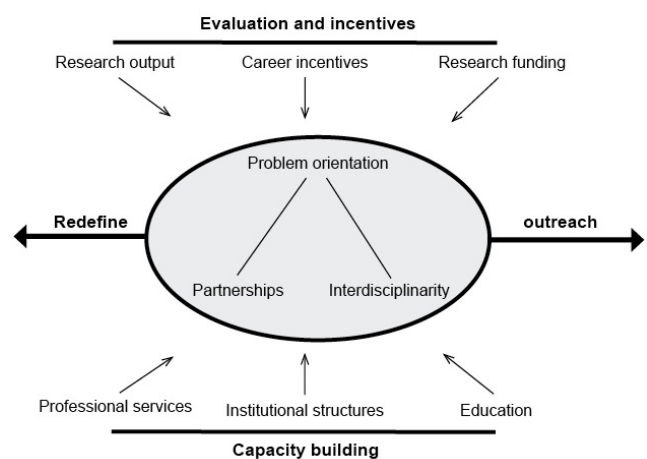 Evaluation and incentives
Research output Career incentives Research funding
Problem orientation
Redefine outreach
Partnerships Interdisciplinarity
Professional services Institutional structures Education
Capacity building